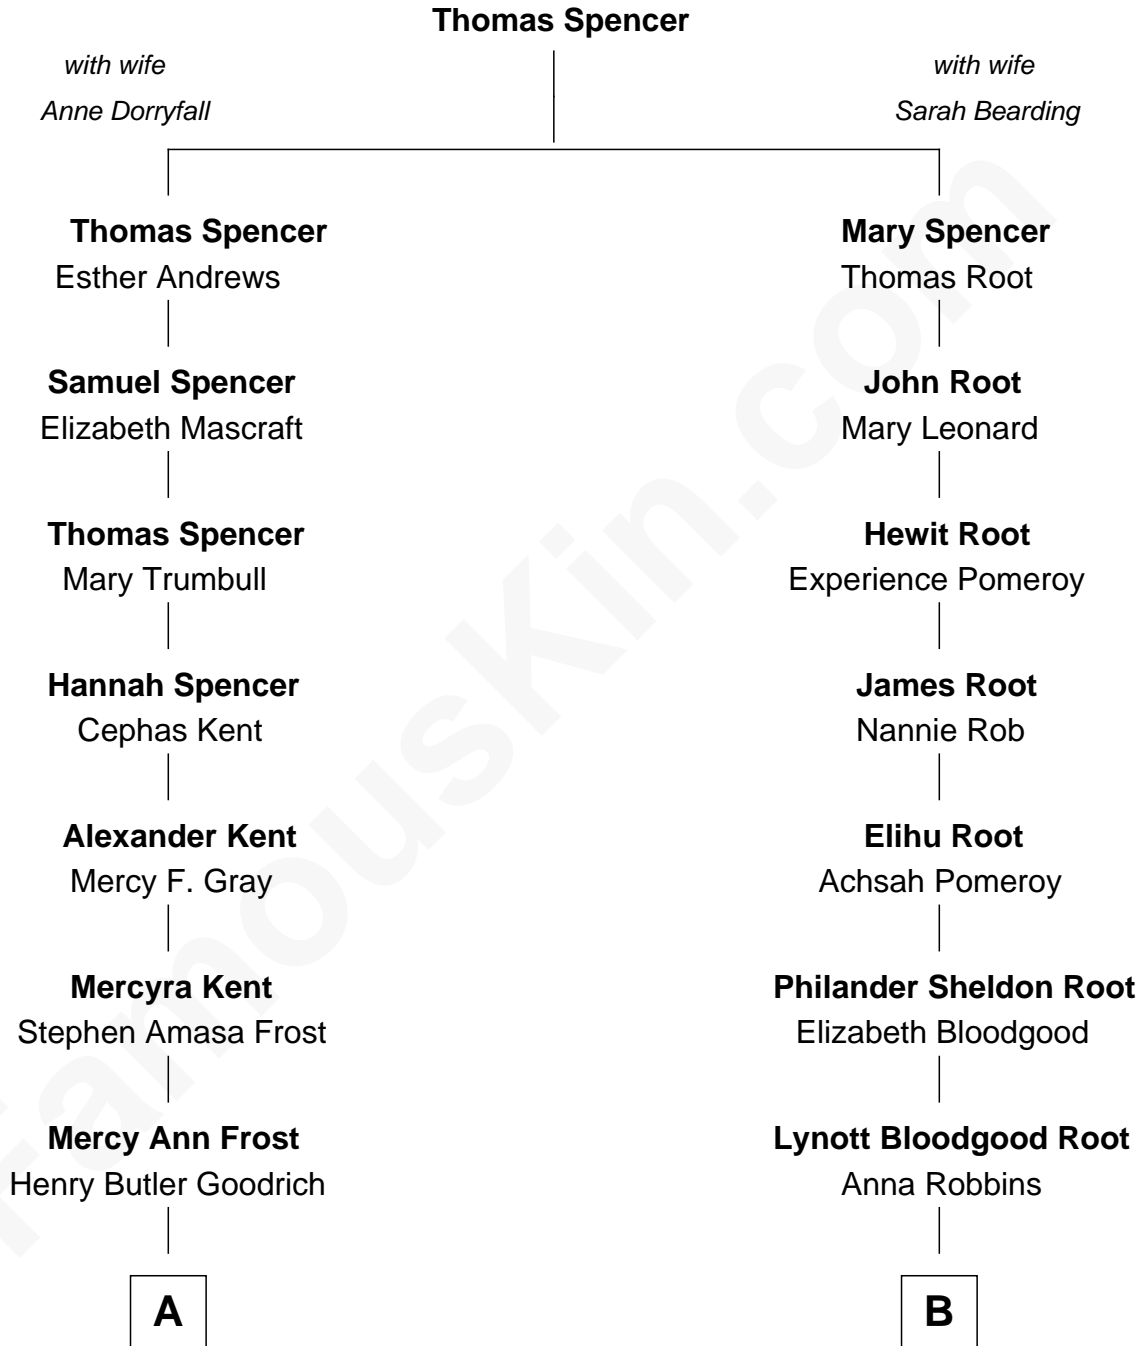 Thomas Spencer
with wife
Anne Dorryfall
with wife
Sarah Bearding
Thomas Spencer
Esther Andrews
Samuel Spencer
Elizabeth Mascraft
Thomas Spencer
Mary Trumbull
Hannah Spencer
Cephas Kent
Alexander Kent
Mercy F. Gray
Mercyra Kent
Stephen Amasa Frost
Mercy Ann Frost
Henry Butler Goodrich
A
Mary Spencer
Thomas Root
John Root
Mary Leonard
Hewit Root
Experience Pomeroy
James Root
Nannie Rob
Elihu Root
Achsah Pomeroy
Philander Sheldon Root
Elizabeth Bloodgood
Lynott Bloodgood Root
Anna Robbins
B
FamousKin.com